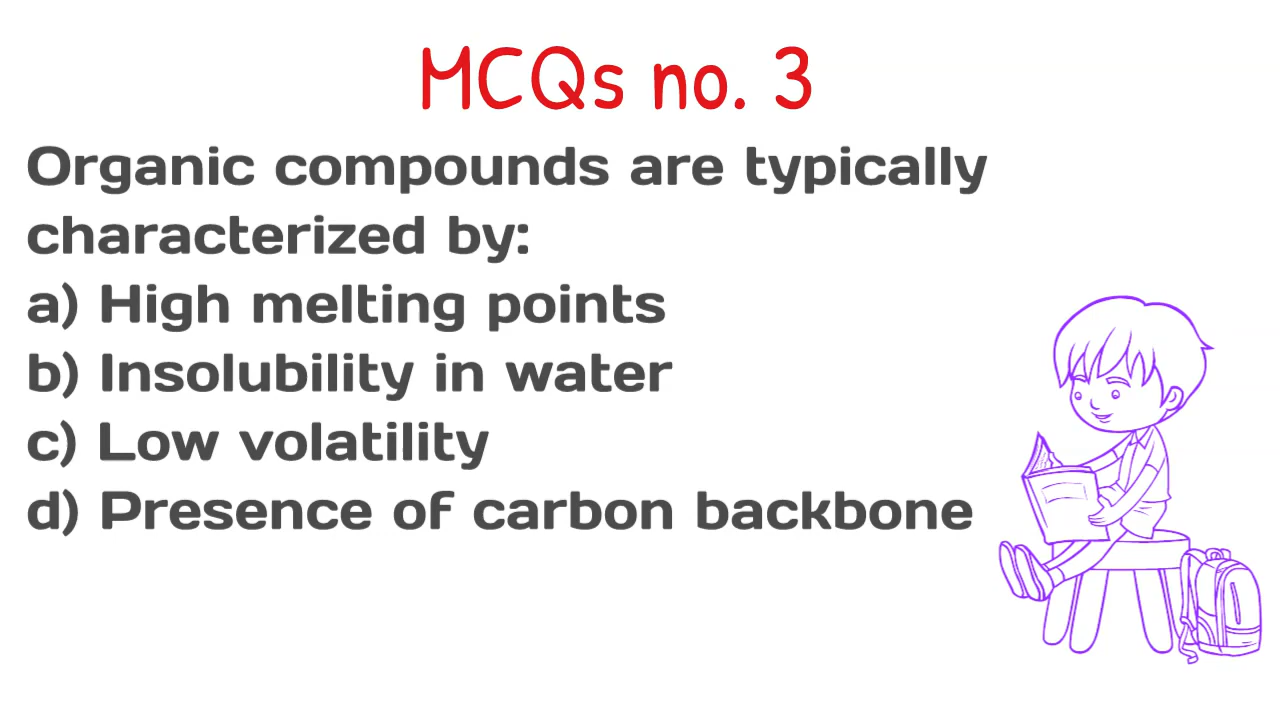 MCQs no. 3
Organic compounds are typically
characterized by:
a) High melting points
b) Insolubility in water
c) Low volatility
d) Presence of carbon backbone